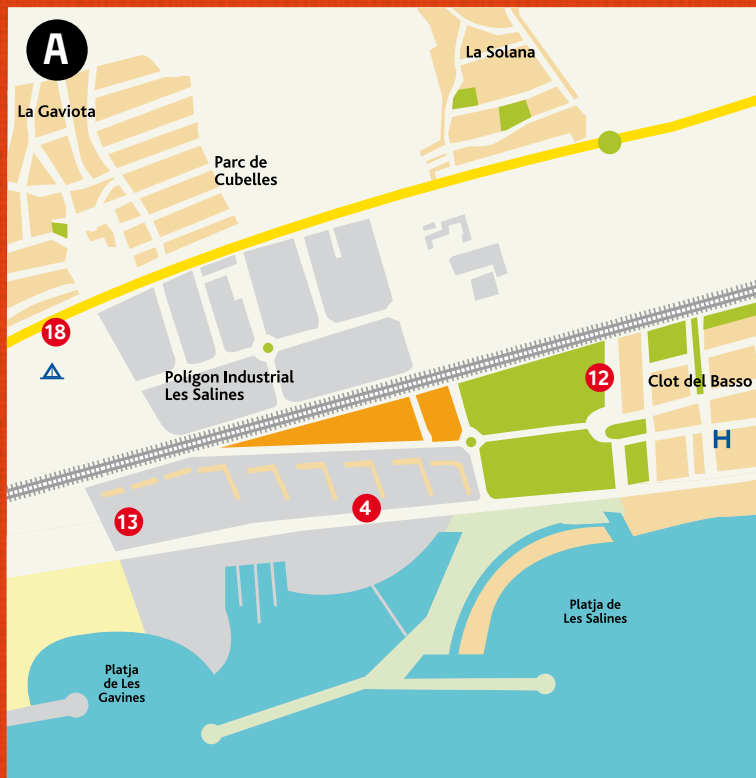 A
La Solana
La Gaviota
Parc de
Cubelles
18
Polígon Industrial
Les Salines
12
Clot del Basso
H
4
13
Platja de
Les Salines
Platja
de Les
Gavines